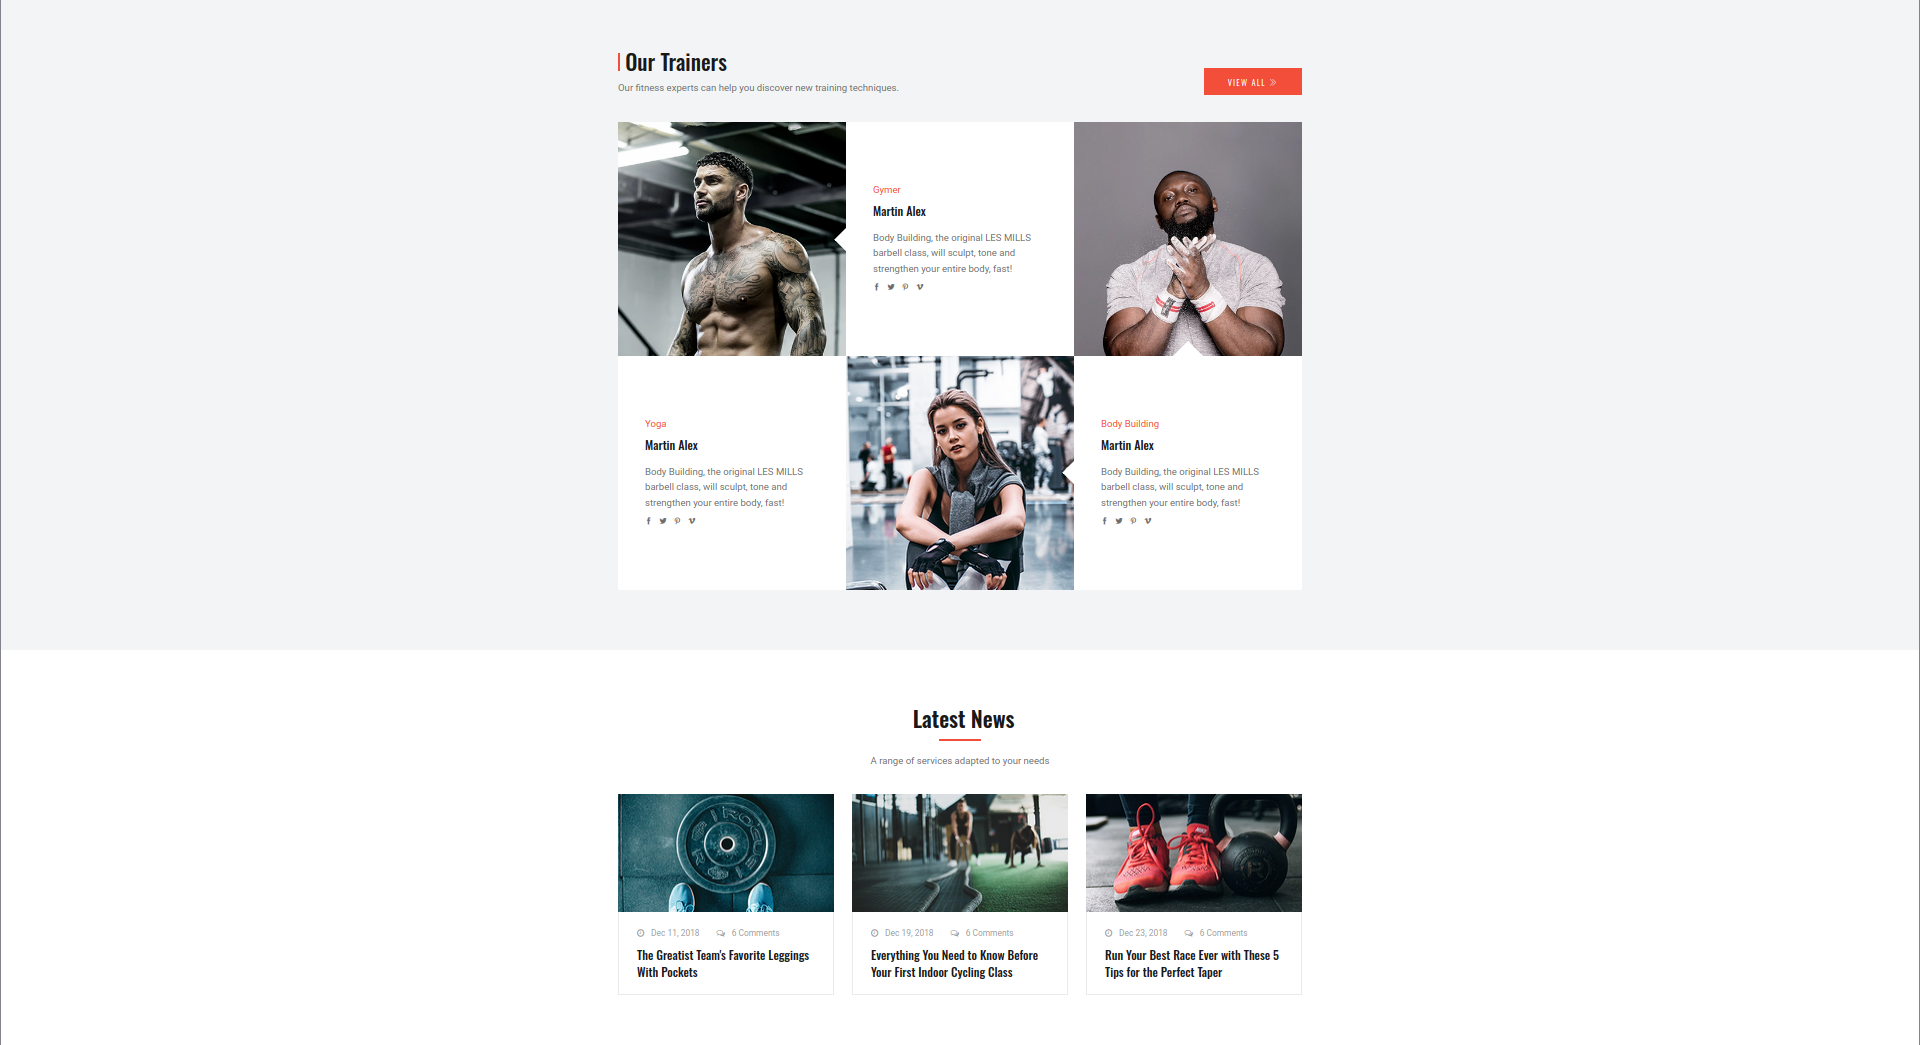 Our Trainers
Our fitness experts can help you discover new training techniques.
VIEW ALL
Gymer
Martin Alex
Body Building, the original LES MILLS
barbell class, will sculpt, tone and
strengthen your entire body, fast!
Yoga
Martin Alex
Body Building, the original LES MILLS
barbell class, will sculpt, tone and
strengthen your entire body, fast!
Body Building
Martin Alex
Body Building, the original LES MILLS
barbell class, will sculpt, tone and
strengthen your entire body, fast!
Latest News
A range of services adapted to your needs
ROGUE
Dec 11, 2018 6 Comments
The Greatist Team's Favorite Leggings
With Pockets
Dec 19, 2018 6 Comments
Everything You Need to Know Before
Your First Indoor Cycling Class
Dec 23, 2018 6 Comments
Run Your Best Race Ever with These 5
Tips for the Perfect Taper